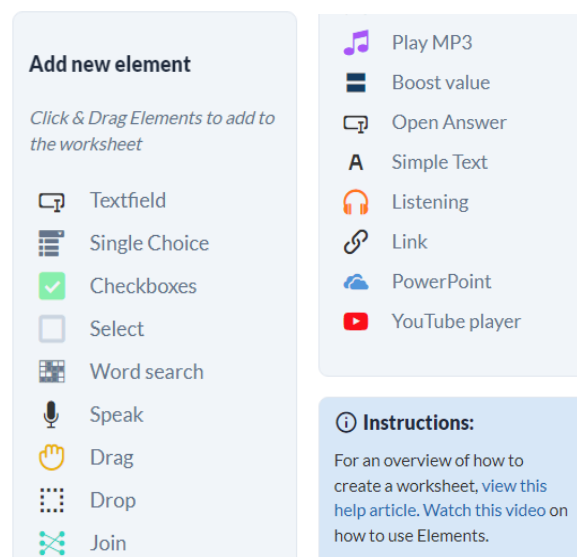 Add new element
Click & Drag Elements to add to
the worksheet
Textfield
Single Choice
Checkboxes
Select
Word search
Speak
Drag
Drop
Join
Play MP3
Boost value
Open Answer
A Simple Text
Listening
Link
PowerPoint
YouTube player
Instructions:
For an overview of how to
create a worksheet, view this
help article. Watch this video on
how to use Elements.